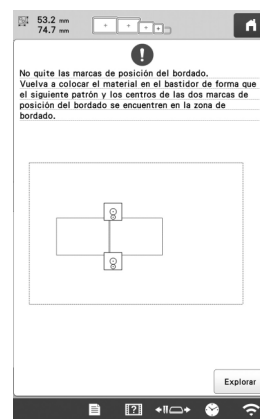 53.2 mm
74.7 mm
No quite las marcas de posición del bordado.
Vuelva a colocar el material en el bastidor de forma que
el siguiente patrón y los centros de las dos marcas de
posición del bordado se encuentren en la zona de
bordado.
Explorar